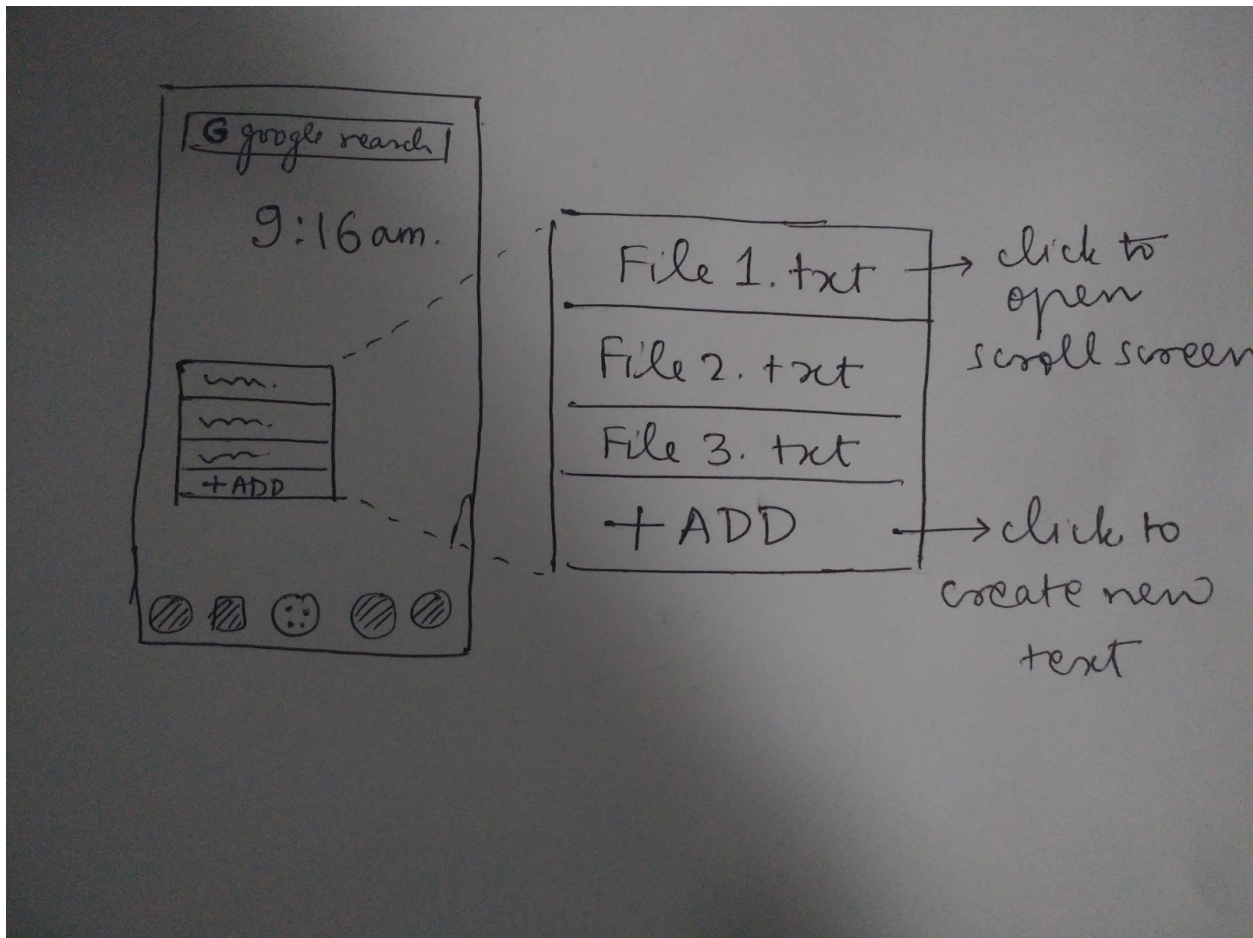 G google search
9:16 am.
+ ADD
File 1. txt → click to
open
scroll screen
File 2. txt
File 3. txt
+ ADD → click to
create new
text